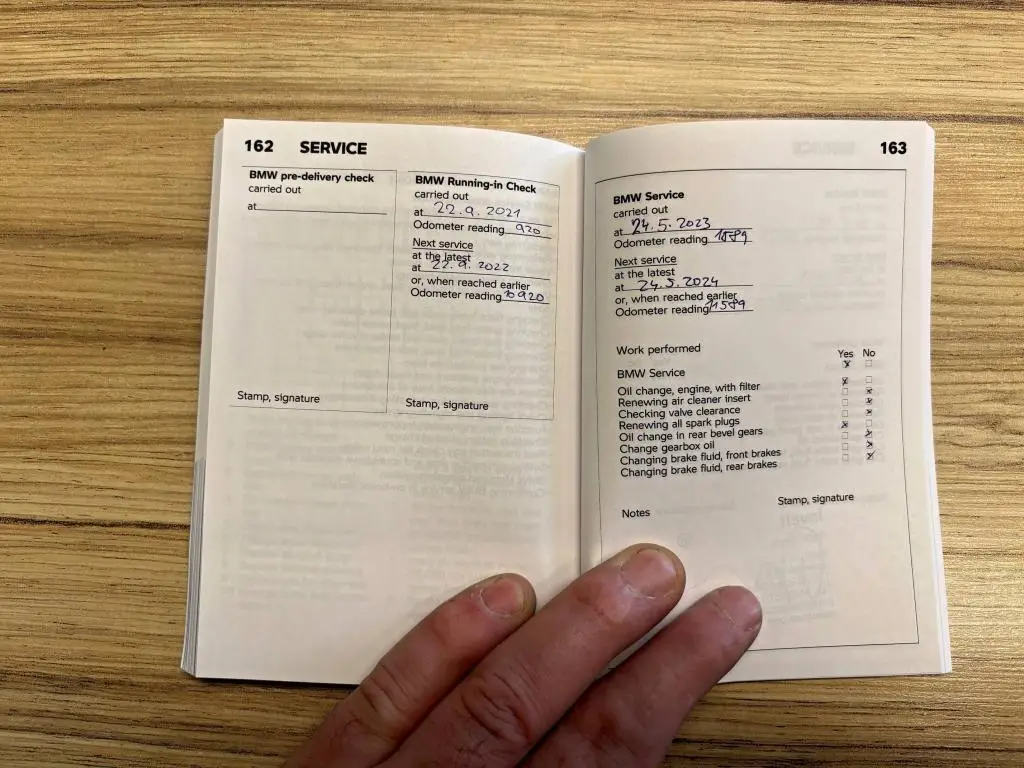 162 SERVICE
BMW pre-delivery check
carried out
at
Stamp, signature
BMW Running-in Check
carried out
at 22.9.2021
Odometer reading 920
Next service
at the latest
at 22.9.2022
or, when reached earlier
Odometer reading 10920
Stamp, signature
163
BMW Service
carried out
at 24.5.2023
Odometer reading 1589
Next service
at the latest
at 24.5.2024
or, when reached earlier
Odometer reading 11589
Work performed
Yes No
BMW Service
Oil change, engine, with filter
Renewing air cleaner insert
Checking valve clearance
Renewing all spark plugs
Oil change in rear bevel gears
Change gearbox oil
Changing brake fluid, front brakes
Changing brake fluid, rear brakes
Stamp, signature
Notes